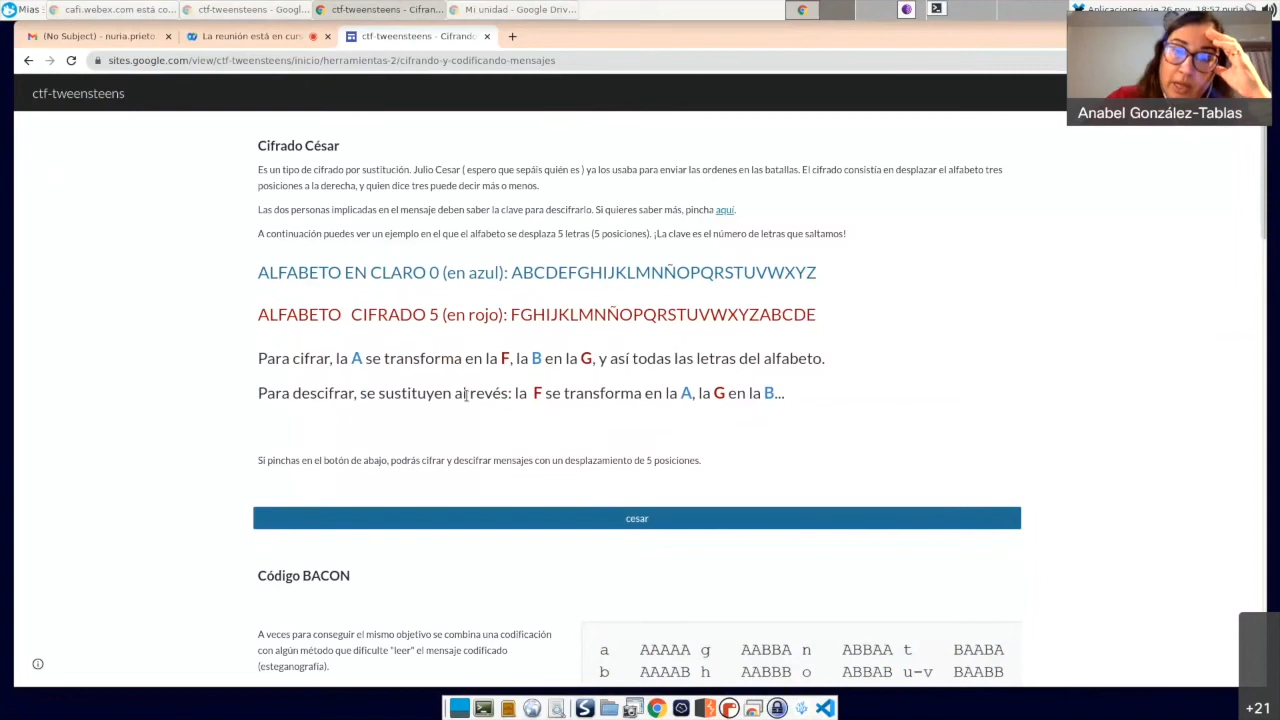 Mias
cafi.webex.com está co...
ctf-tweensteens - Googl...
ctf-tweensteens - Cifran...
Mi unidad - Google Driv...
Aplicaciones vie 26 nov, 18:57 nuria
(No Subject) - nuria.prieto
La reunión está en curs
ctf-tweensteens - Cifrando
sites.google.com/view/ctf-tweensteens/inicio/herramientas-2/cifrando-y-codificando-mensajes
ctf-tweensteens
Anabel González-Tablas
Cifrado César
Es un tipo de cifrado por sustitución. Julio Cesar ( espero que sepáis quién es ) ya los usaba para enviar las ordenes en las batallas. El cifrado consistía en desplazar el alfabeto tres
posiciones a la derecha, y quien dice tres puede decir más o menos.
Las dos personas implicadas en el mensaje deben saber la clave para descifrarlo. Si quieres saber más, pincha aquí.
A continuación puedes ver un ejemplo en el que el alfabeto se desplaza 5 letras (5 posiciones). ¡La clave es el número de letras que saltamos!
ALFABETO EN CLARO 0 (en azul): ABCDEFGHIJKLMNÑOPQRSTUVWXYZ
ALFABETO CIFRADO 5 (en rojo): FGHIJKLMNÑOPQRSTUVWXYZABCDE
Para cifrar, la A se transforma en la F, la B en la G, y así todas las letras del alfabeto.
Para descifrar, se sustituyen al revés: la F se transforma en la A, la G en la B...
Si pinchas en el botón de abajo, podrás cifrar y descifrar mensajes con un desplazamiento de 5 posiciones.
cesar
Código BACON
A veces para conseguir el mismo objetivo se combina una codificación
con algún método que dificulte "leer" el mensaje codificado
(esteganografía).
a AAAAA g AABBA n ABBAA t BAABA
b AAAAB h AABBB o ABBAB u-v BAABB
+21